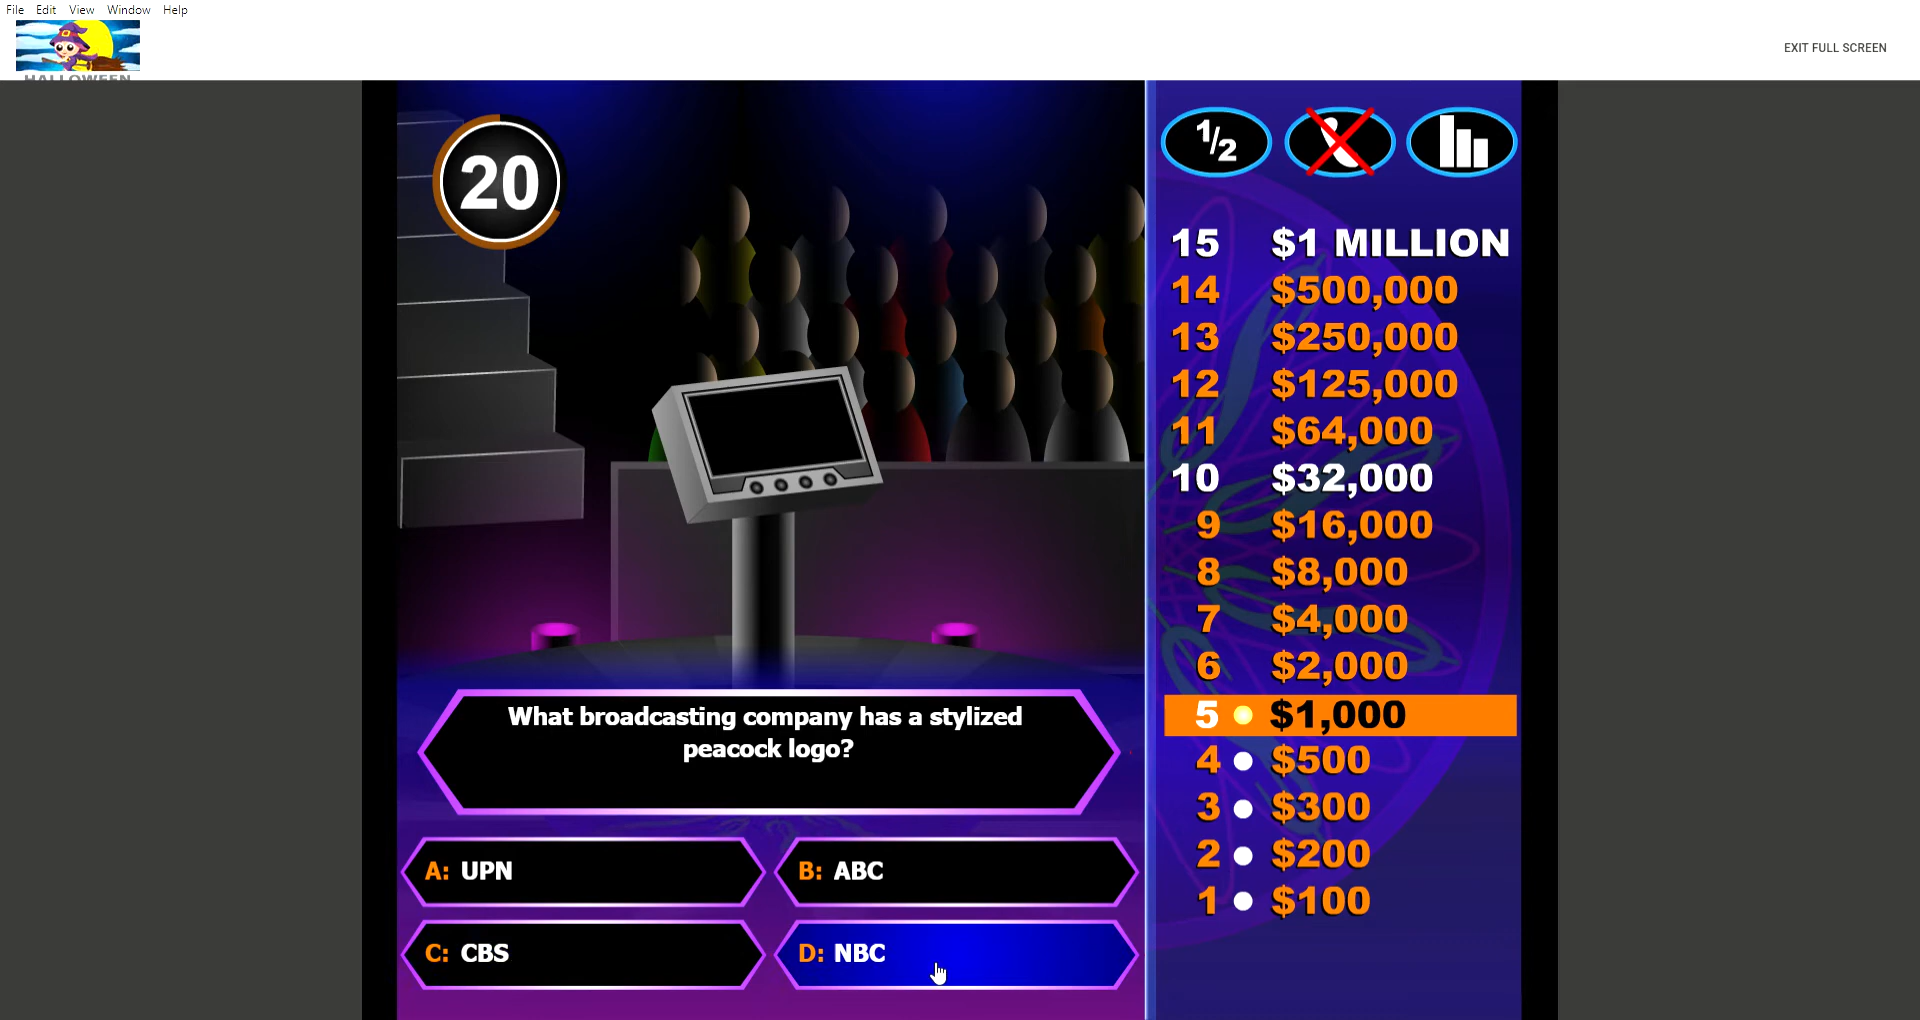 File Edit View Window Help
HALLOWEEN
EXIT FULL SCREEN
20
1/2
15 $1 MILLION
14 $500,000
13 $250,000
12 $125,000
11 $64,000
10 $32,000
9 $16,000
8 $8,000
7 $4,000
6 $2,000
5 $1,000
4 $500
3 $300
2 $200
1 $100
What broadcasting company has a stylized
peacock logo?
A: UPN
B: ABC
C: CBS
D: NBC